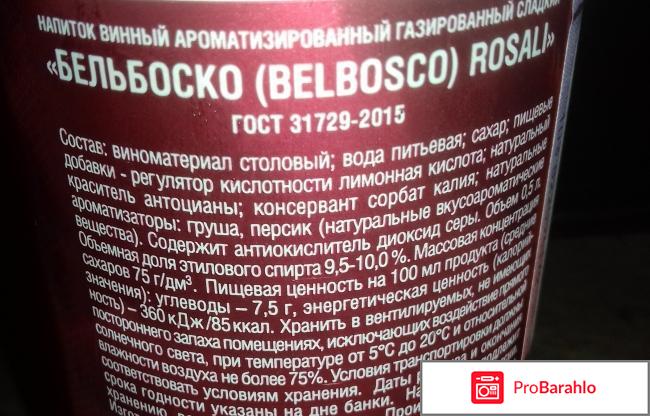 НАПИТОК ВИННЫЙ АРОМАТИЗИРОВАННЫЙ ГАЗИРОВАННЫЙ СЛАДКИЙ
«БЕЛЬБОСКО (BELBOSCO) ROSALI»
ГОСТ 31729-2015
Состав: виноматериал столовый; вода питьевая; сахар; пищевые
добавки - регулятор кислотности лимонная кислота; натуральный
краситель антоцианы; консервант сорбат калия; натуральные
ароматизаторы: груша, персик (натуральные вкусоароматические
вещества). Содержит антиокислитель диоксид серы. Объем 0,5 л.
Объемная доля этилового спирта 9,5-10,0 %. Массовая концентрация
сахаров 75 г/дм³. Пищевая ценность на 100 мл продукта (средние
значения): углеводы – 7,5 г, энергетическая ценность (калорий-
ность) – 360 кДж /85 ккал. Хранить в вентилируемых, не имеющих
постороннего запаха помещениях, исключающих воздействие прямого
солнечного света, при температуре от 5°С до 20°С и относительной
влажности воздуха не более 75%. Условия транспортировки должны
соответствовать условиям хранения. Даты и окончания
срока годности указаны на дне банки.
хранению
ProBarahlo